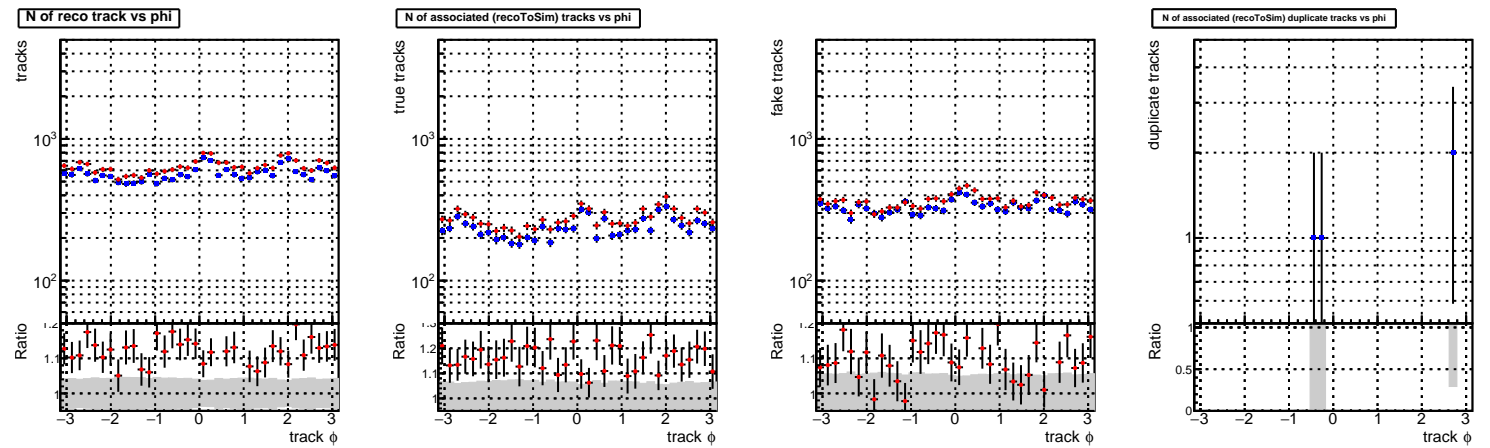 N of reco track vs phi
tracks
10³
10²
Ratio
1.2
1.1
1
−3 −2 −1 0 1 2 3
track ϕ
N of associated (recoToSim) tracks vs phi
true tracks
10³
10²
Ratio
1.3
1.2
1.1
1
−3 −2 −1 0 1 2 3
track ϕ
fake tracks
10³
10²
Ratio
1.2
1.1
1
−3 −2 −1 0 1 2 3
track ϕ
N of associated (recoToSim) duplicate tracks vs phi
duplicate tracks
1
Ratio
1
0.5
0
−3 −2 −1 0 1 2 3
track ϕ